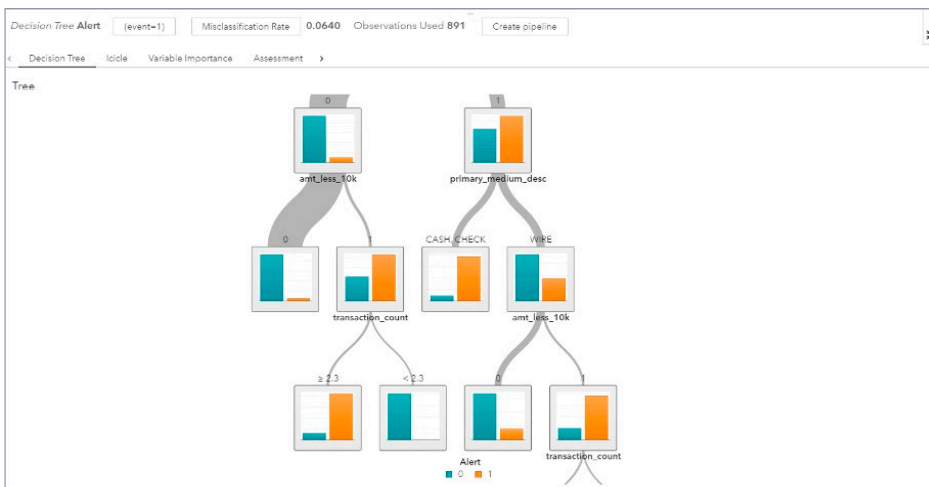 Decision Tree Alert (event=1) Misclassification Rate 0.0640 Observations Used 891 Create pipeline
Decision Tree Icicle Variable Importance Assessment
Tree
0 1
amt_less_10k primary_medium_desc
0 1 CASH, CHECK WIRE
transaction_count amt_less_10k
≥ 2.3 < 2.3 0 1
transaction_count
Alert
0 1